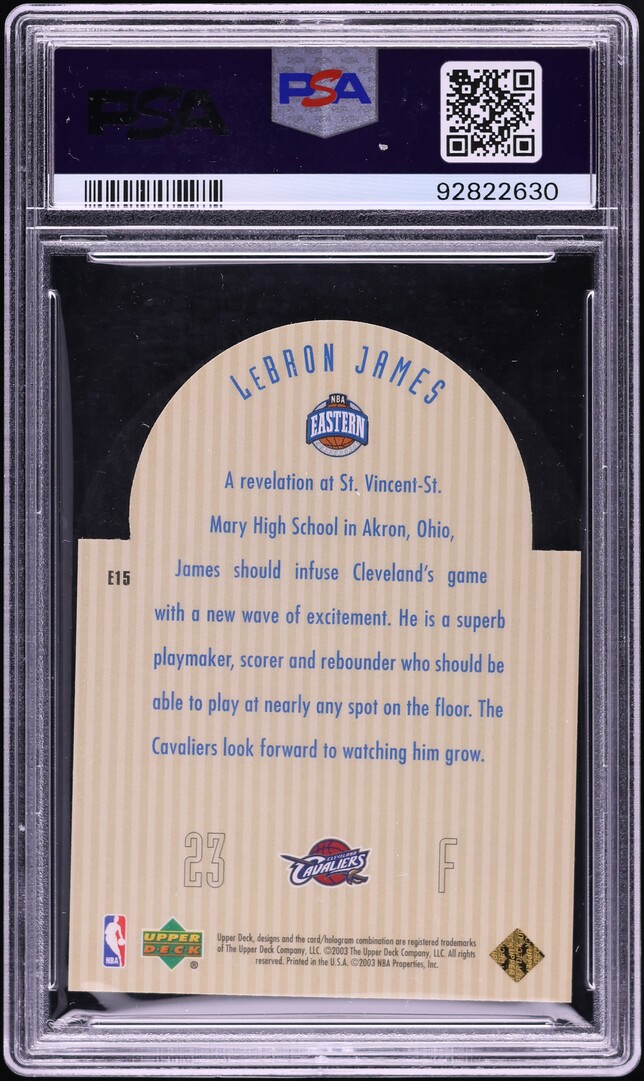 PSA
PSA
92822630
LEBRON JAMES
NBA
EASTERN
A revelation at St. Vincent-St.
Mary High School in Akron, Ohio,
E15
James should infuse Cleveland's game
with a new wave of excitement. He is a superb
playmaker, scorer and rebounder who should be
able to play at nearly any spot on the floor. The
Cavaliers look forward to watching him grow.
23
CLEVELAND
CAVALIERS
F
NBA
UPPER
DECK
®
Upper Deck, designs and the card/hologram combination are registered trademarks
of The Upper Deck Company, LLC. ©2003 The Upper Deck Company, LLC. All rights
reserved. Printed in the U.S.A. ©2003 NBA Properties, Inc.